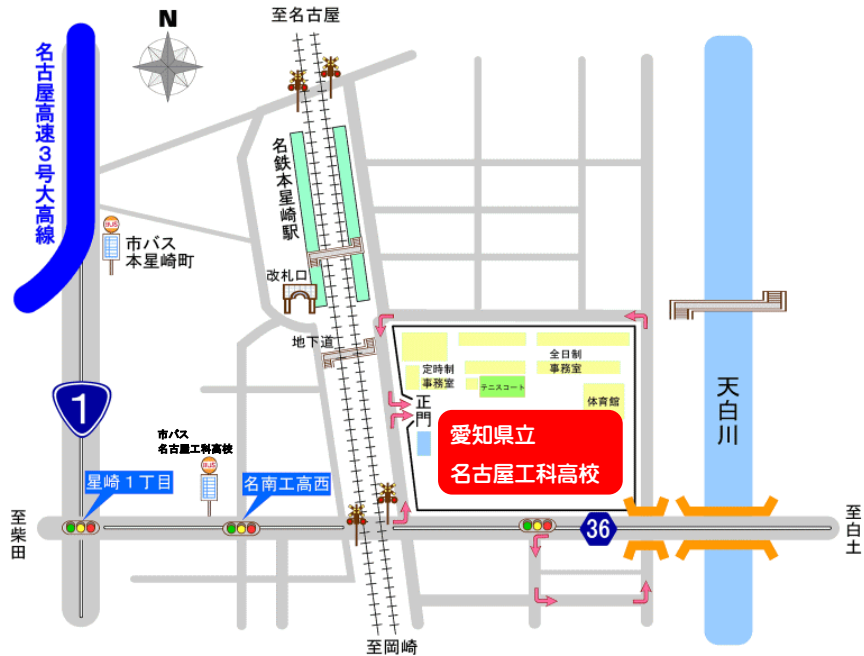 至名古屋
N
名古屋高速3号大高線
名鉄本星崎駅
市バス
本星崎町
改札口
地下道
定時制
事務室
全日制
事務室
テニスコート
体育館
正門
愛知県立
名古屋工科高校
天白川
1
市バス
名古屋工科高校
星崎1丁目
名南工高西
至柴田
36
至白土
至岡崎